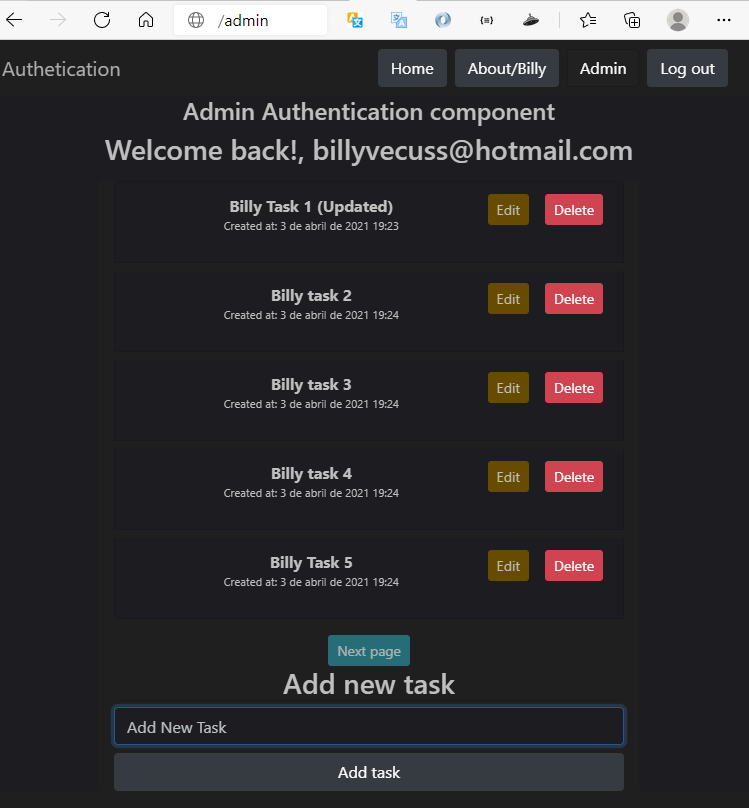 /admin
Authetication Home About/Billy Admin Log out
Admin Authentication component
Welcome back!, billyvecuss@hotmail.com
Billy Task 1 (Updated) Edit Delete
Created at: 3 de abril de 2021 19:23
Billy task 2 Edit Delete
Created at: 3 de abril de 2021 19:24
Billy task 3 Edit Delete
Created at: 3 de abril de 2021 19:24
Billy task 4 Edit Delete
Created at: 3 de abril de 2021 19:24
Billy Task 5 Edit Delete
Created at: 3 de abril de 2021 19:24
Next page
Add new task
Add New Task
Add task